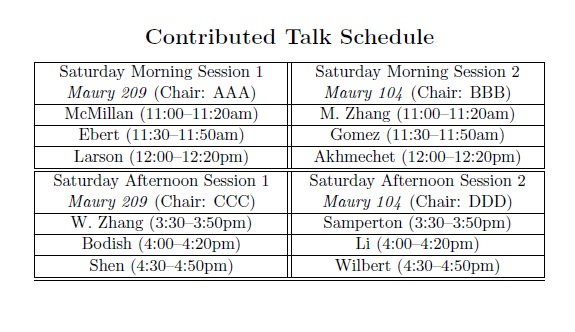 Contributed Talk Schedule
Saturday Morning Session 1
Maury 209 (Chair: AAA)
McMillan (11:00–11:20am)
Ebert (11:30–11:50am)
Larson (12:00–12:20pm)
Saturday Morning Session 2
Maury 104 (Chair: BBB)
M. Zhang (11:00–11:20am)
Gomez (11:30–11:50am)
Akhmechet (12:00–12:20pm)
Saturday Afternoon Session 1
Maury 209 (Chair: CCC)
W. Zhang (3:30–3:50pm)
Bodish (4:00–4:20pm)
Shen (4:30–4:50pm)
Saturday Afternoon Session 2
Maury 104 (Chair: DDD)
Samperton (3:30–3:50pm)
Li (4:00–4:20pm)
Wilbert (4:30–4:50pm)